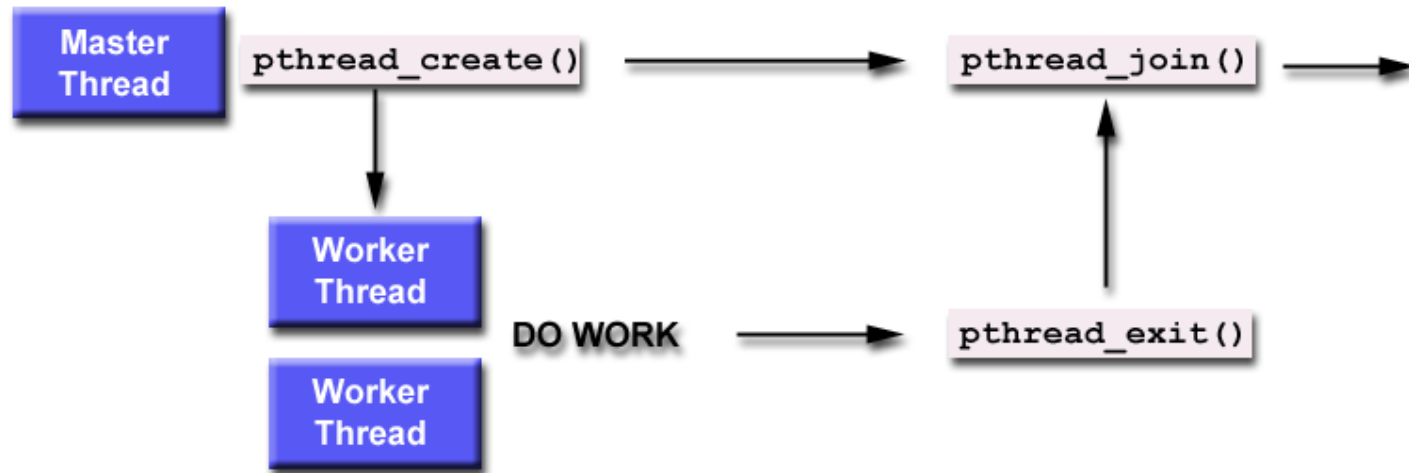 Master
Thread
pthread_create()
pthread_join()
Worker
Thread
DO WORK
pthread_exit()
Worker
Thread